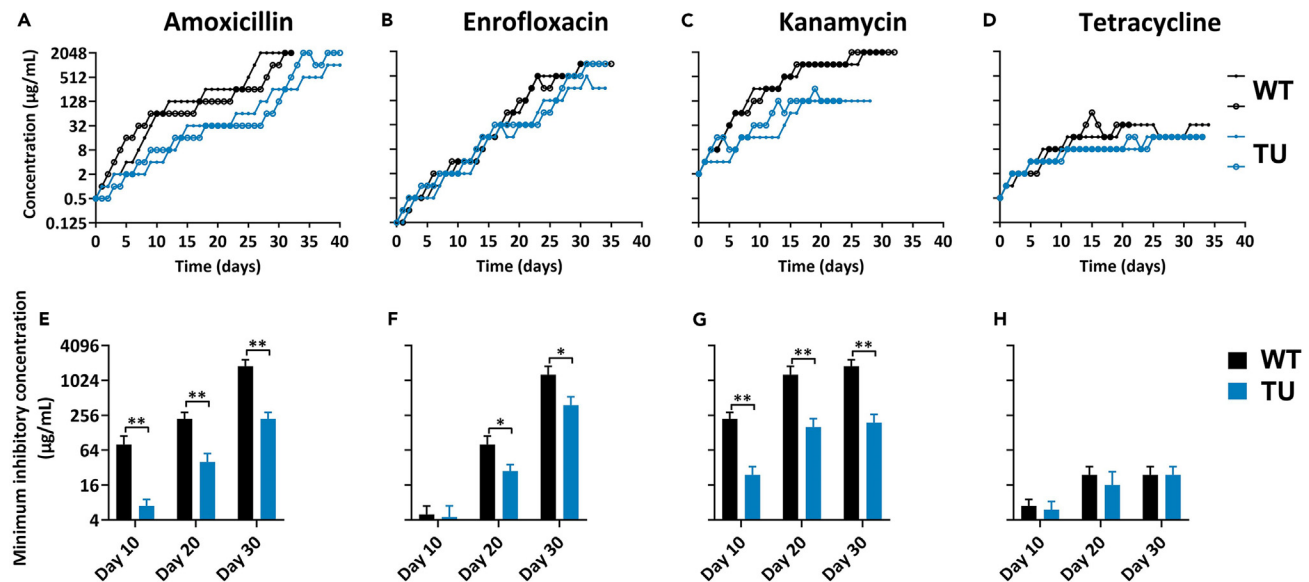 A Amoxicillin B Enrofloxacin C Kanamycin D Tetracycline
Concentration (µg/mL)
2048
512
128
32
8
2
0.5
0.125
0 5 10 15 20 25 30 35 40
0 5 10 15 20 25 30 35 40
0 5 10 15 20 25 30 35 40
0 5 10 15 20 25 30 35 40
Time (days) Time (days) Time (days) Time (days)
WT
TU
E F G H
Minimum inhibitory concentration
(µg/mL)
4096
1024
256
64
16
4
** ** **
* *
** ** **
Day 10 Day 20 Day 30
Day 10 Day 20 Day 30
Day 10 Day 20 Day 30
Day 10 Day 20 Day 30
WT
TU